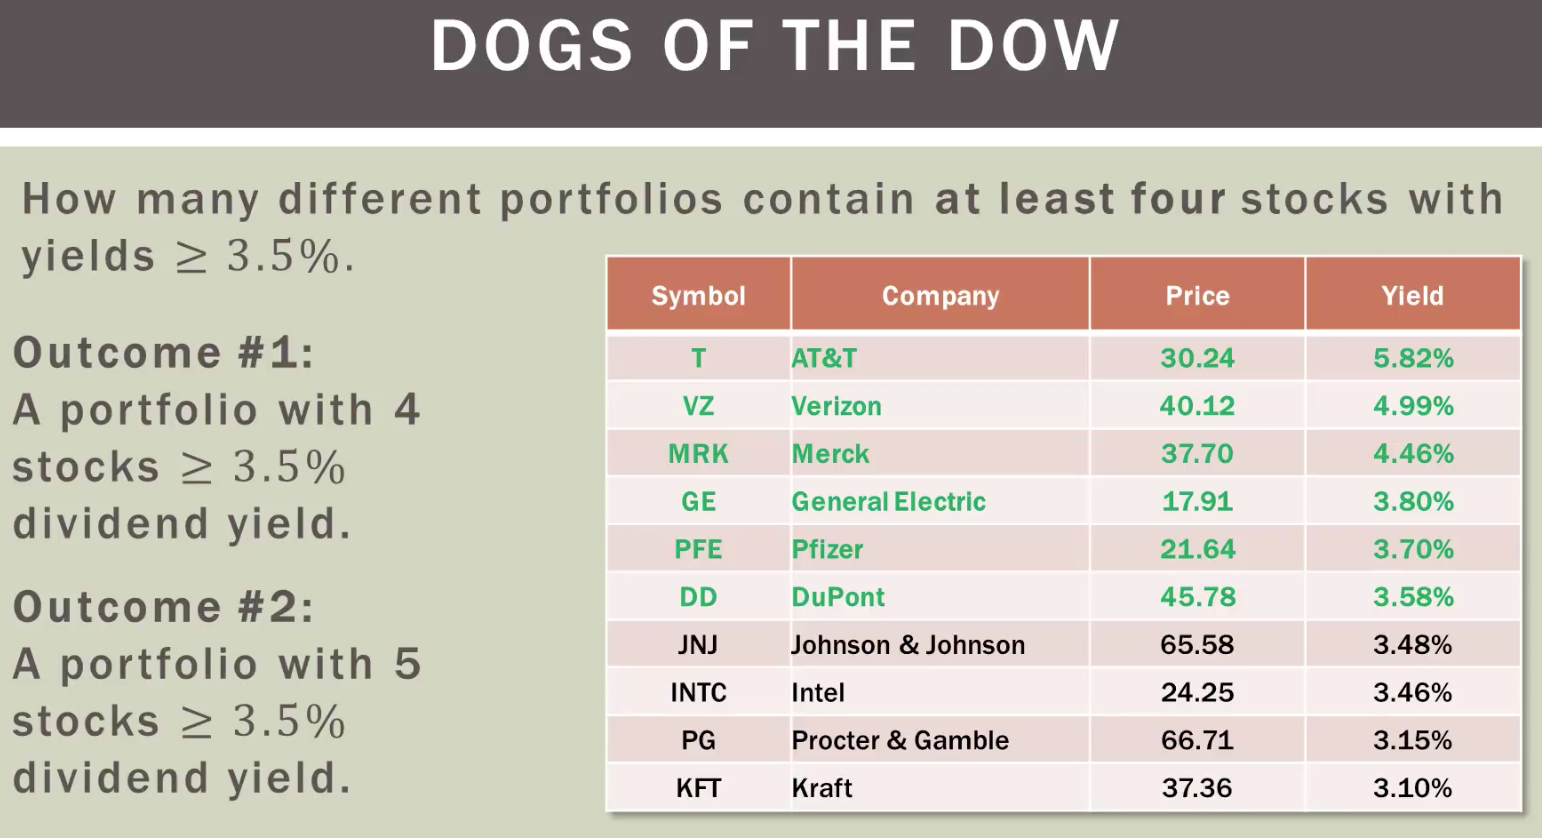 DOGS OF THE DOW
How many different portfolios contain at least four stocks with
yields ≥ 3.5%.
Outcome #1:
A portfolio with 4
stocks ≥ 3.5%
dividend yield.
Outcome #2:
A portfolio with 5
stocks ≥ 3.5%
dividend yield.
Symbol Company Price Yield
T AT&T 30.24 5.82%
VZ Verizon 40.12 4.99%
MRK Merck 37.70 4.46%
GE General Electric 17.91 3.80%
PFE Pfizer 21.64 3.70%
DD DuPont 45.78 3.58%
JNJ Johnson & Johnson 65.58 3.48%
INTC Intel 24.25 3.46%
PG Procter & Gamble 66.71 3.15%
KFT Kraft 37.36 3.10%